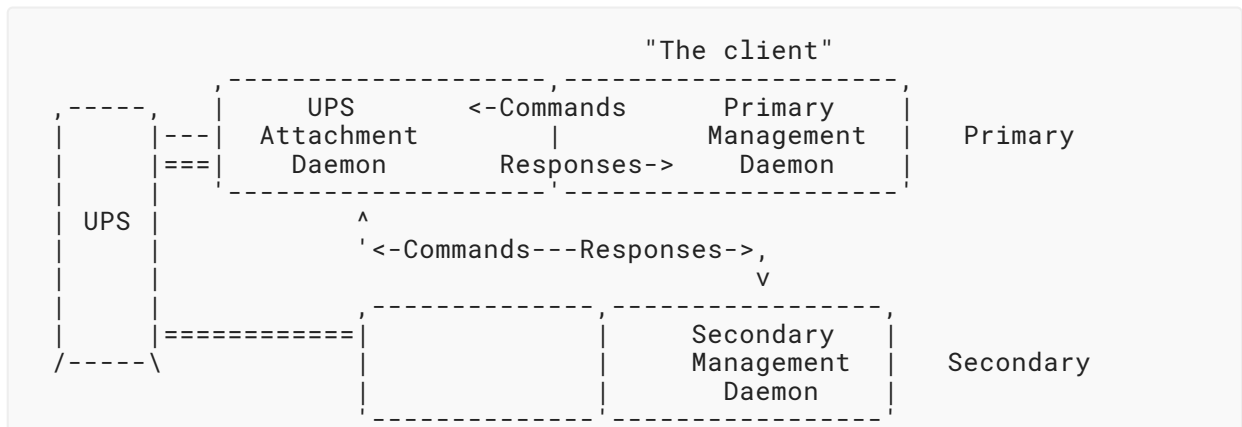 "The client"
UPS <-Commands Primary
Attachment Management Primary
Daemon Responses-> Daemon
UPS
<-Commands---Responses->
Secondary
Management Secondary
Daemon